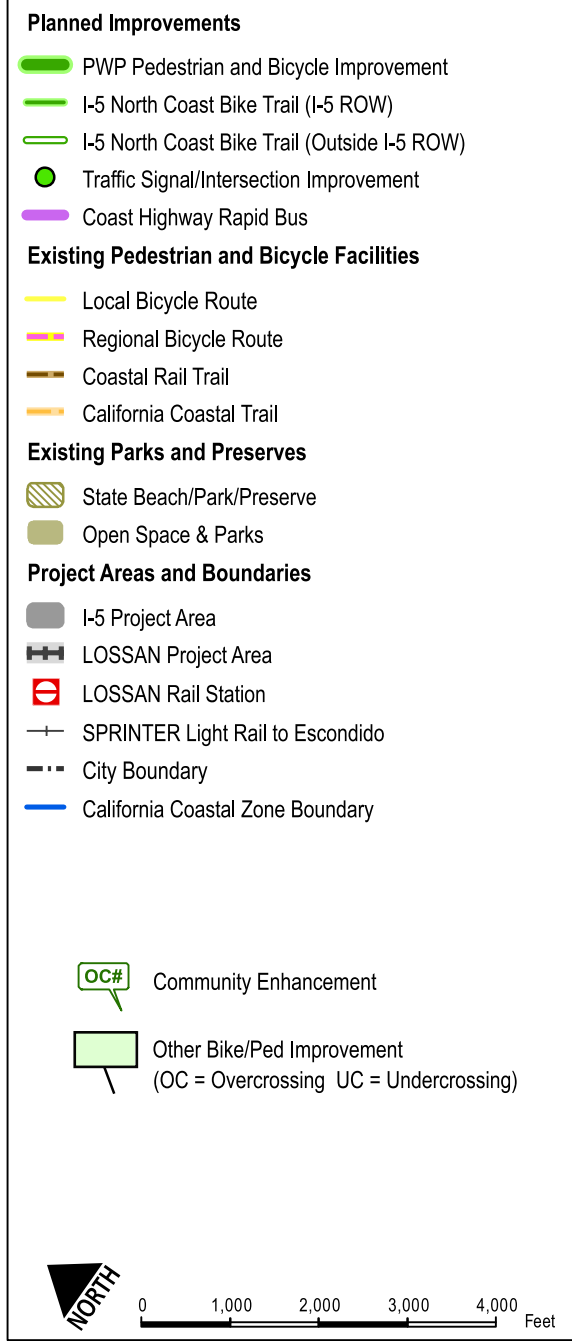 Planned Improvements
PWP Pedestrian and Bicycle Improvement
I-5 North Coast Bike Trail (I-5 ROW)
I-5 North Coast Bike Trail (Outside I-5 ROW)
Traffic Signal/Intersection Improvement
Coast Highway Rapid Bus
Existing Pedestrian and Bicycle Facilities
Local Bicycle Route
Regional Bicycle Route
Coastal Rail Trail
California Coastal Trail
Existing Parks and Preserves
State Beach/Park/Preserve
Open Space & Parks
Project Areas and Boundaries
I-5 Project Area
LOSSAN Project Area
LOSSAN Rail Station
SPRINTER Light Rail to Escondido
City Boundary
California Coastal Zone Boundary
OC# Community Enhancement
Other Bike/Ped Improvement
(OC = Overcrossing UC = Undercrossing)
NORTH
0 1,000 2,000 3,000 4,000
Feet